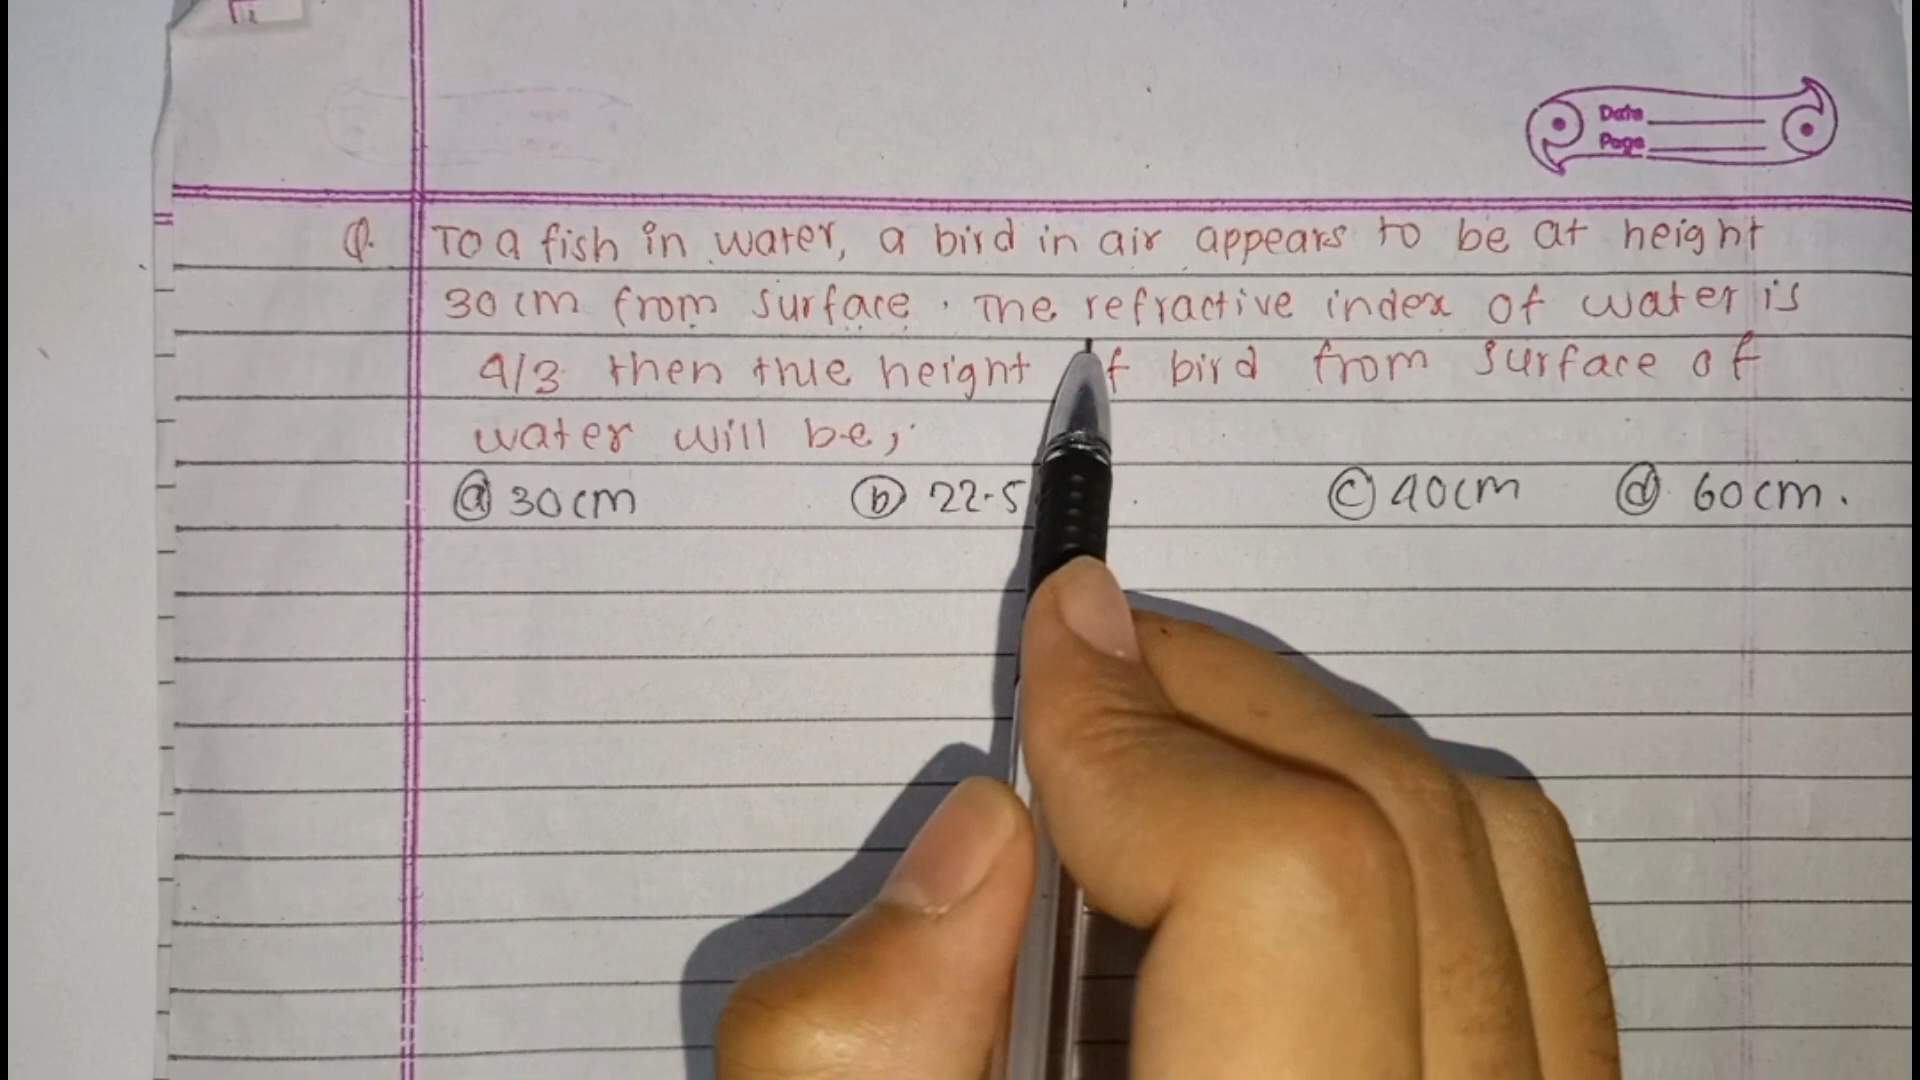 Date
Page
Q. To a fish in water, a bird in air appears to be at height
30 cm from surface. The refractive index of water is
4/3 then true height of bird from surface of
water will be,
(a) 30cm (b) 22.5 (c) 40cm (d) 60cm.